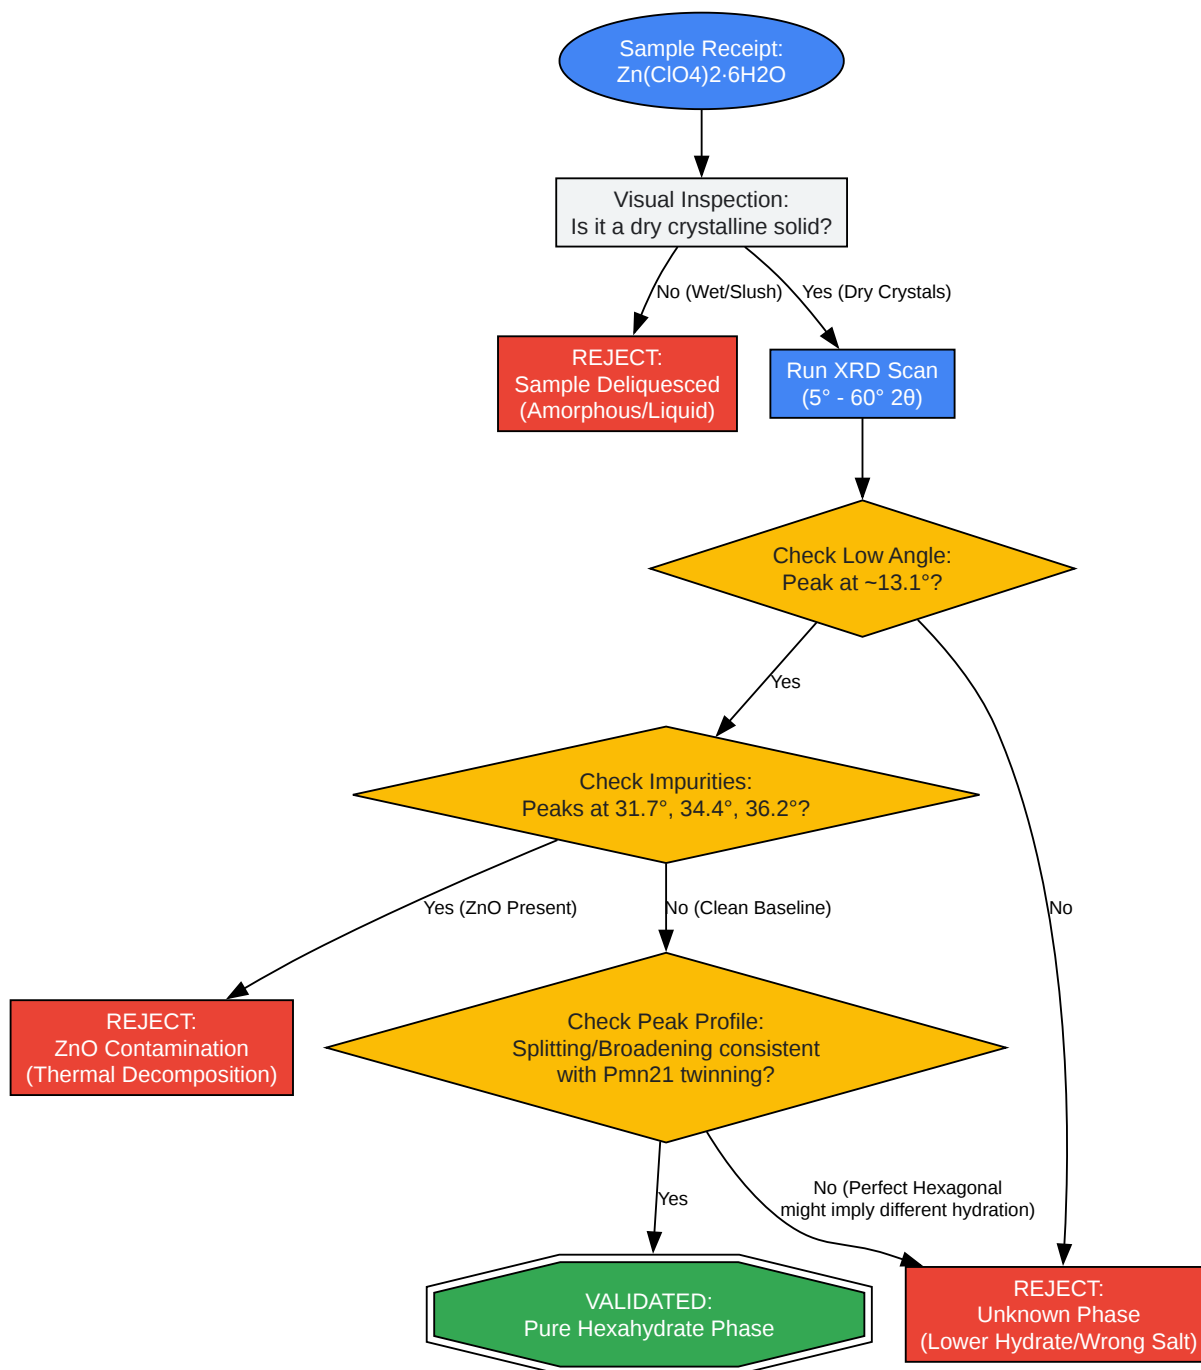 Sample Receipt:
Zn(ClO4)2·6H2O
Visual Inspection:
Is it a dry crystalline solid?
No (Wet/Slush)
Yes (Dry Crystals)
REJECT:
Sample Deliquesced
(Amorphous/Liquid)
Run XRD Scan
(5° - 60° 2θ)
Check Low Angle:
Peak at ~13.1°?
Yes
Check Impurities:
Peaks at 31.7°, 34.4°, 36.2°?
Yes (ZnO Present)
No (Clean Baseline)
No
REJECT:
ZnO Contamination
(Thermal Decomposition)
Check Peak Profile:
Splitting/Broadening consistent
with Pmn21 twinning?
Yes
No (Perfect Hexagonal
might imply different hydration)
VALIDATED:
Pure Hexahydrate Phase
REJECT:
Unknown Phase
(Lower Hydrate/Wrong Salt)